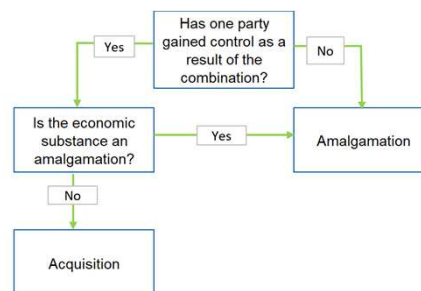 Has one party
gained control as a
result of the
combination?
Yes
No
Is the economic
substance an
amalgamation?
Yes
Amalgamation
No
Acquisition